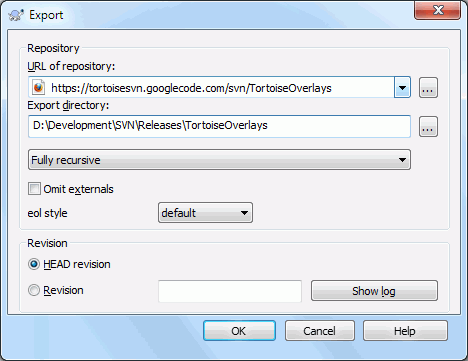 Export
Repository
URL of repository:
https://tortoisesvn.googlecode.com/svn/TortoiseOverlays
...
Export directory:
D:\Development\SVN\Releases\TortoiseOverlays
...
Fully recursive
Omit externals
eol style
default
Revision
HEAD revision
Revision
Show log
OK
Cancel
Help